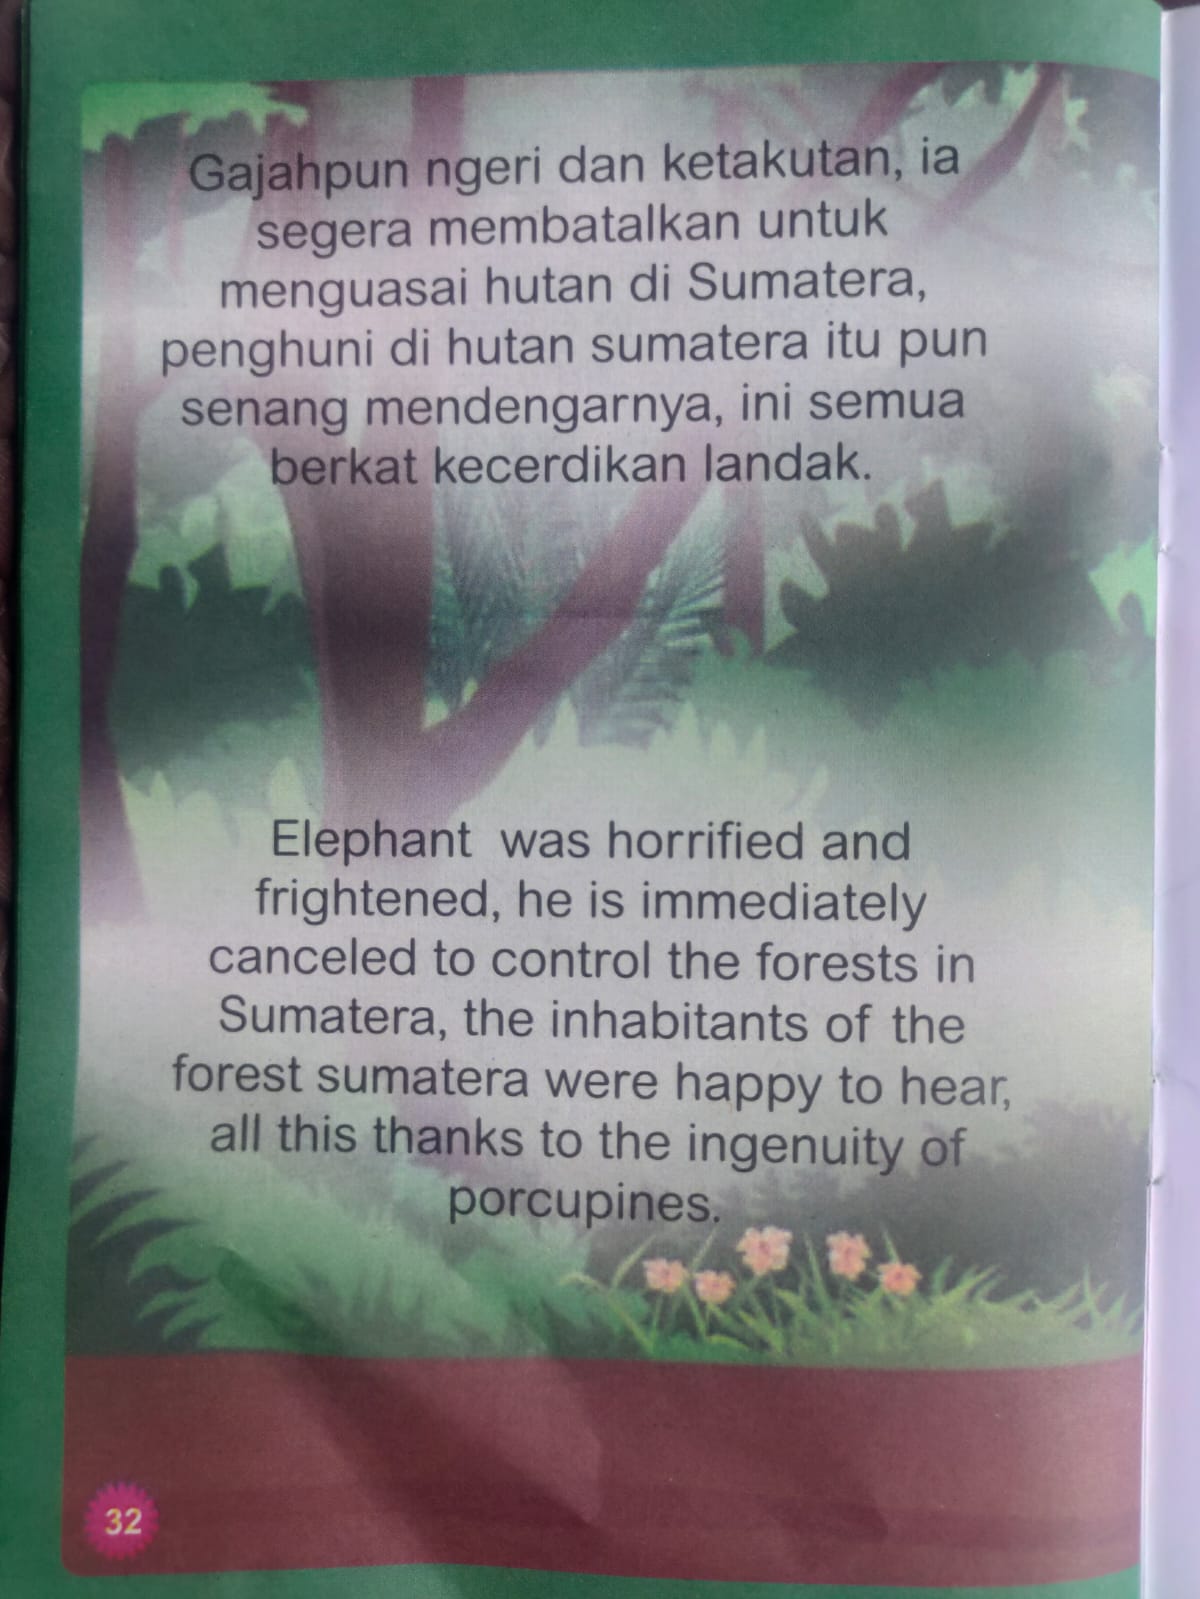 Gajahpun ngeri dan ketakutan, ia
segera membatalkan untuk
menguasai hutan di Sumatera,
penghuni di hutan sumatera itu pun
senang mendengarnya, ini semua
berkat kecerdikan landak.
Elephant was horrified and
frightened, he is immediately
canceled to control the forests in
Sumatera, the inhabitants of the
forest sumatera were happy to hear,
all this thanks to the ingenuity of
porcupines.
32